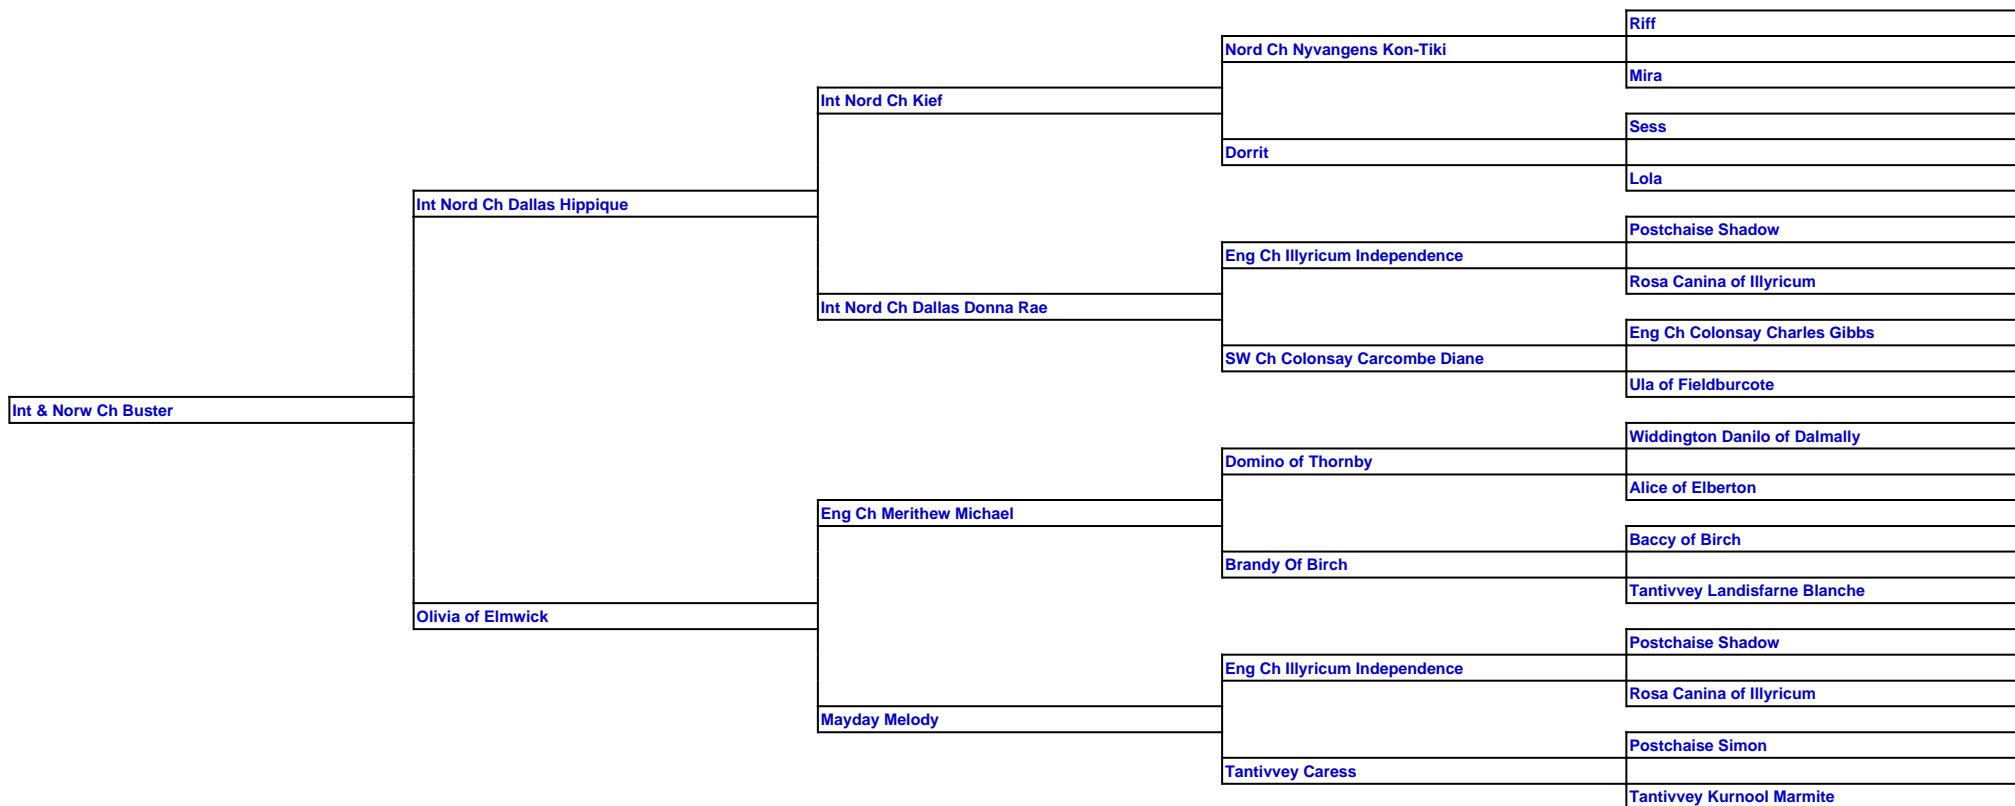 Riff
Nord Ch Nyvangens Kon-Tiki
Mira
Int Nord Ch Kief
Sess
Dorrit
Lola
Int Nord Ch Dallas Hippique
Postchaise Shadow
Eng Ch Illyricum Independence
Rosa Canina of Illyricum
Int Nord Ch Dallas Donna Rae
Eng Ch Colonsay Charles Gibbs
SW Ch Colonsay Carcombe Diane
Ula of Fieldburcote
Int & Norw Ch Buster
Widdington Danilo of Dalmally
Domino of Thornby
Alice of Elberton
Eng Ch Merithew Michael
Baccy of Birch
Brandy Of Birch
Tantivvey Landisfarne Blanche
Olivia of Elmwick
Postchaise Shadow
Eng Ch Illyricum Independence
Rosa Canina of Illyricum
Mayday Melody
Postchaise Simon
Tantivvey Caress
Tantivvey Kurnool Marmite